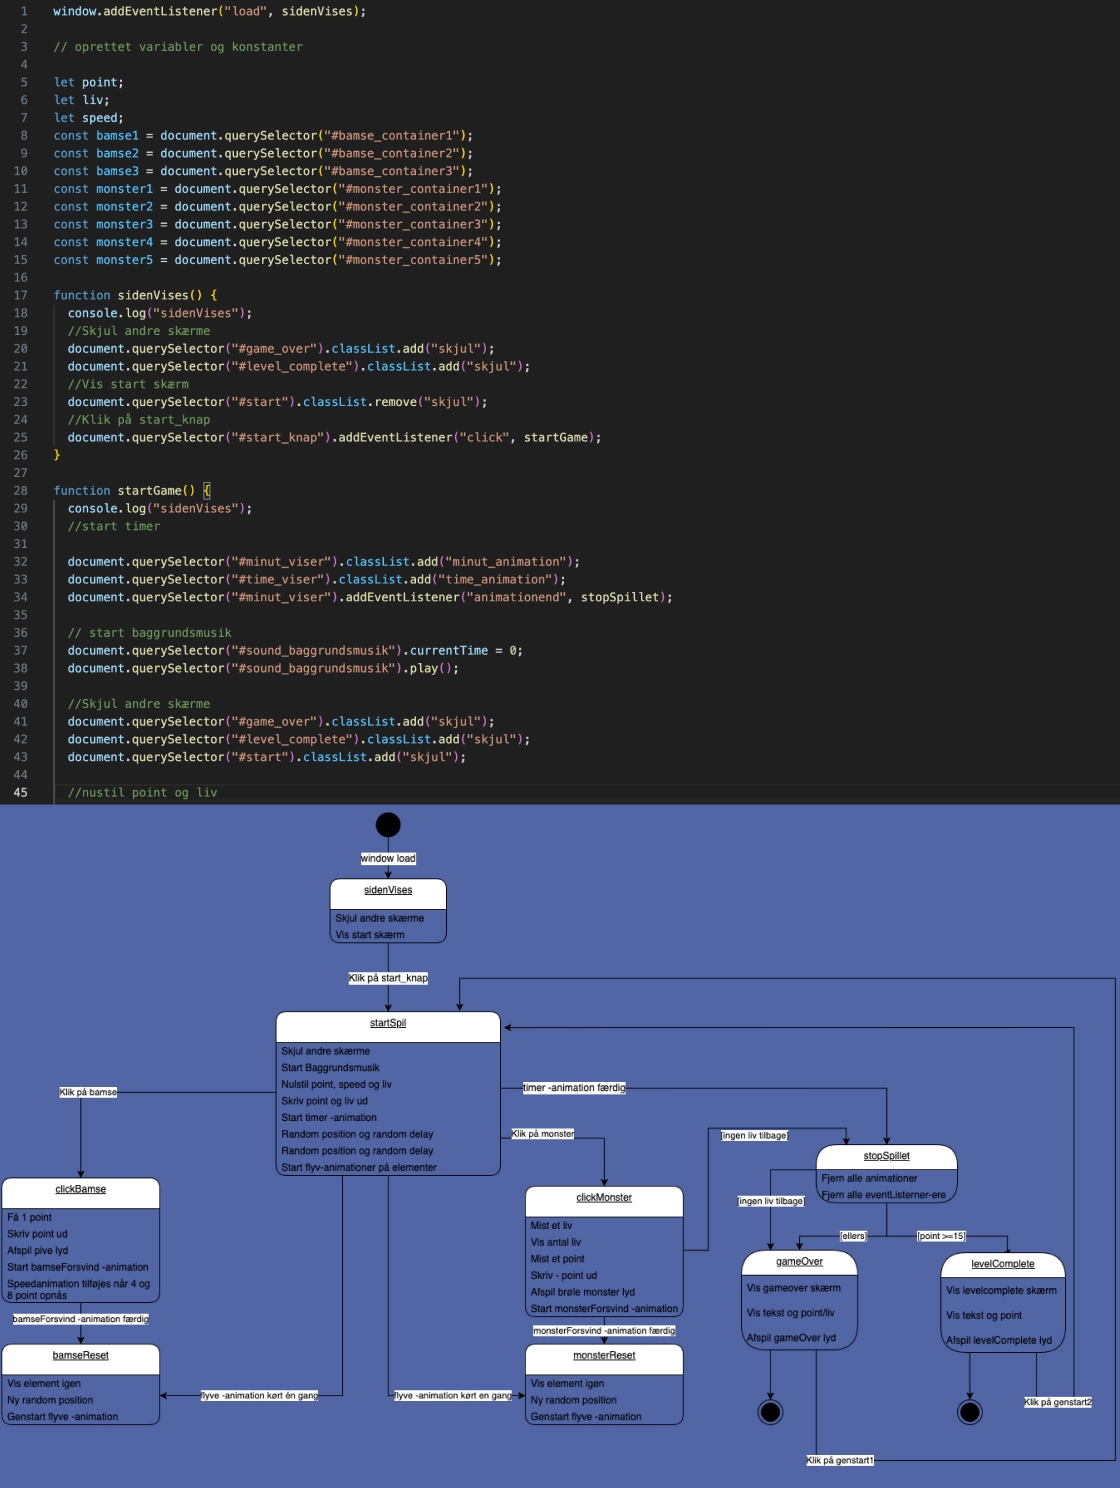 1 window.addEventListener("load", sidenVises);
2
3 // oprettet variabler og konstanter
4
5 let point;
6 let liv;
7 let speed;
8 const bamse1 = document.querySelector("#bamse_container1");
9 const bamse2 = document.querySelector("#bamse_container2");
10 const bamse3 = document.querySelector("#bamse_container3");
11 const monster1 = document.querySelector("#monster_container1");
12 const monster2 = document.querySelector("#monster_container2");
13 const monster3 = document.querySelector("#monster_container3");
14 const monster4 = document.querySelector("#monster_container4");
15 const monster5 = document.querySelector("#monster_container5");
16
17 function sidenVises() {
18 console.log("sidenVises");
19 //Skjul andre skærme
20 document.querySelector("#game_over").classList.add("skjul");
21 document.querySelector("#level_complete").classList.add("skjul");
22 //Vis start skærm
23 document.querySelector("#start").classList.remove("skjul");
24 //Klik på start_knap
25 document.querySelector("#start_knap").addEventListener("click", startGame);
26 }
27
28 function startGame() {
29 console.log("sidenVises");
30 //start timer
31
32 document.querySelector("#minut_viser").classList.add("minut_animation");
33 document.querySelector("#time_viser").classList.add("time_animation");
34 document.querySelector("#minut_viser").addEventListener("animationend", stopSpillet);
35
36 // start baggrundsmusik
37 document.querySelector("#sound_baggrundsmusik").currentTime = 0;
38 document.querySelector("#sound_baggrundsmusik").play();
39
40 //Skjul andre skærme
41 document.querySelector("#game_over").classList.add("skjul");
42 document.querySelector("#level_complete").classList.add("skjul");
43 document.querySelector("#start").classList.add("skjul");
44
45 //nustil point og liv
window load
sidenVises
Skjul andre skærme
Vis start skærm
Klik på start_knap
startSpil
Skjul andre skærme
Start Baggrundsmusik
Nulstil point, speed og liv
Skriv point og liv ud
Start timer -animation
Random position og random delay
Random position og random delay
Start flyv-animationer på elementer
Klik på bamse
timer -animation færdig
Klik på monster
[ingen liv tilbage]
clickBamse
Få 1 point
Skriv point ud
Afspil pive lyd
Start bamseForsvind -animation
Speedanimation tilføjes når 4 og
8 point opnås
bamseForsvind -animation færdig
bamseReset
Vis element igen
Ny random position
Genstart flyve -animation
flyve -animation kørt én gang
flyve -animation kørt en gang
clickMonster
Mist et liv
Vis antal liv
Mist et point
Skriv - point ud
Afspil brøle monster lyd
Start monsterForsvind -animation
monsterForsvind -animation færdig
monsterReset
Vis element igen
Ny random position
Genstart flyve -animation
stopSpillet
Fjern alle animationer
Fjern alle eventListerner-ere
[ingen liv tilbage]
[ellers]
[point >=15]
gameOver
Vis gameover skærm
Vis tekst og point/liv
Afspil gameOver lyd
levelComplete
Vis levelcomplete skærm
Vis tekst og point
Afspil levelComplete lyd
Klik på genstart2
Klik på genstart1